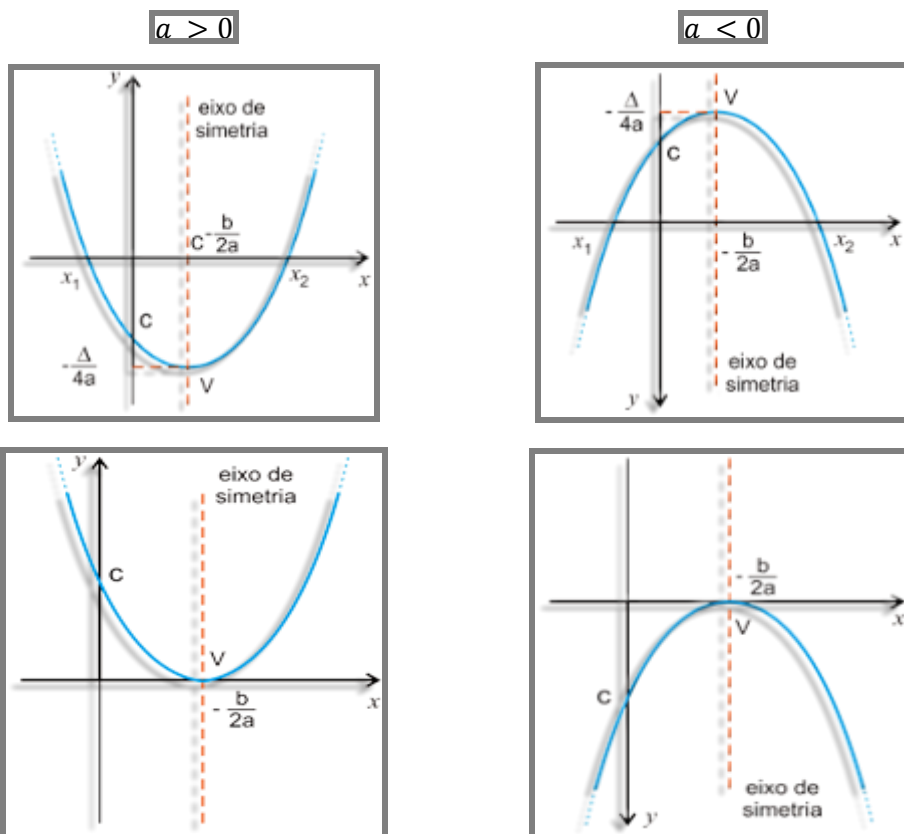 a > 0
a < 0
y
eixo de
simetria
C
-b/2a
x₁
x₂
x
C
-Δ/4a
V
-Δ/4a
V
C
x₁
x₂
x
-b/2a
eixo de
simetria
y
y
eixo de
simetria
C
V
x
-b/2a
-b/2a
x
V
C
eixo de
simetria
y